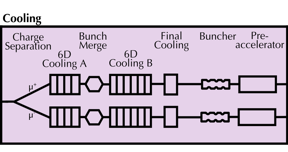 Cooling
Charge
Separation
6D
Cooling A
Bunch
Merge
6D
Cooling B
Final
Cooling
Buncher
Pre-
accelerator
μ⁺
μ⁻